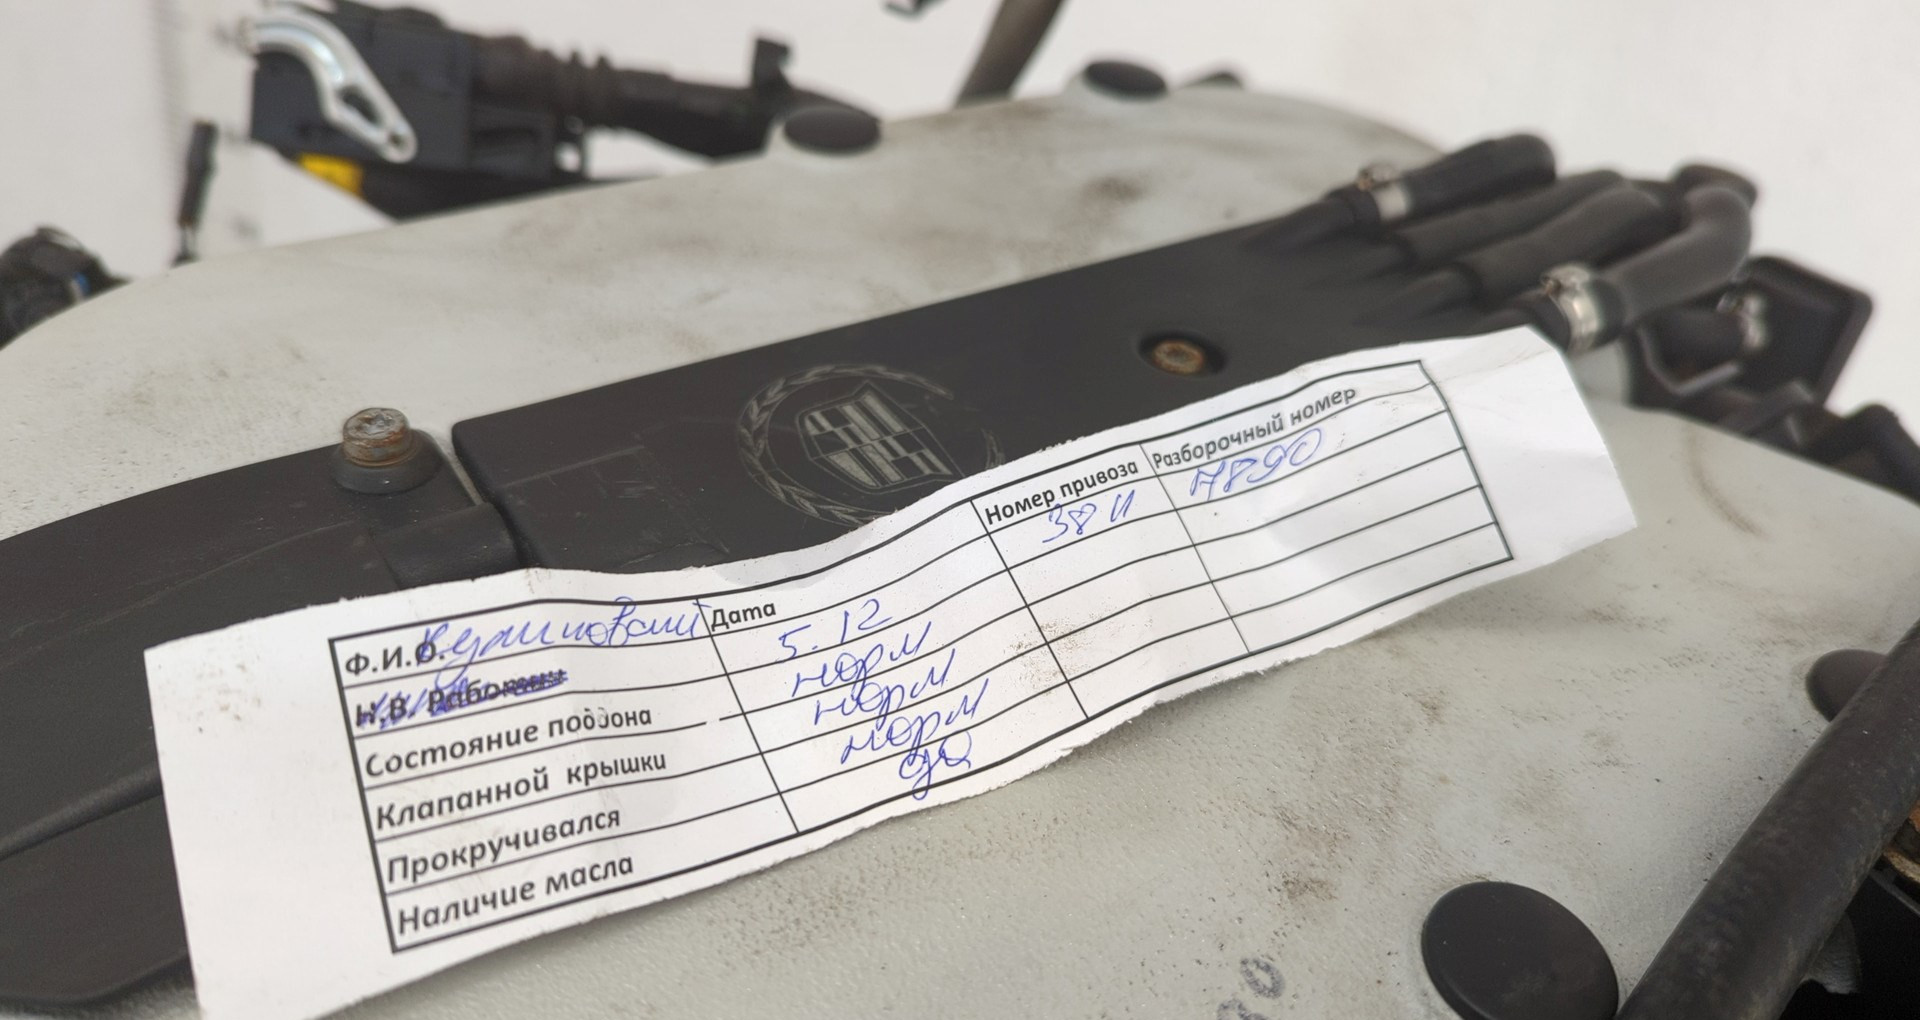 Ф.И.О. Дата Номер привоза Разборочный номер
5.12 38 И 7890
Н.В.
Состояние поддона норм
Клапанной крышки норм
Прокручивался норм
Наличие масла да